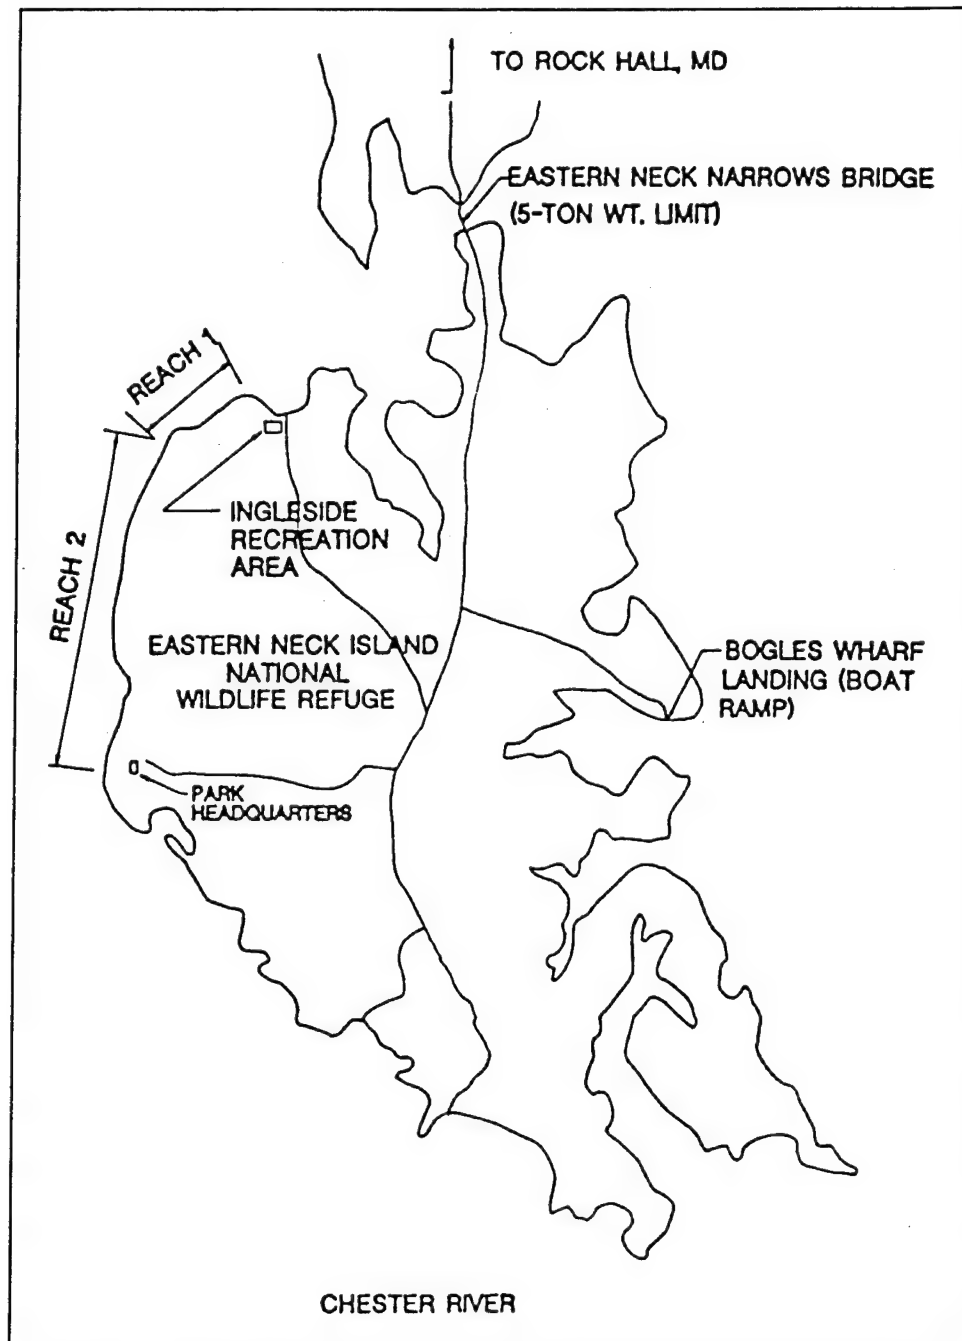 TO ROCK HALL, MD
EASTERN NECK NARROWS BRIDGE
(5-TON WT. LIMIT)
REACH 1
REACH 2
INGLESIDE
RECREATION
AREA
EASTERN NECK ISLAND
NATIONAL
WILDLIFE REFUGE
BOGLES WHARF
LANDING (BOAT
RAMP)
PARK
HEADQUARTERS
CHESTER RIVER